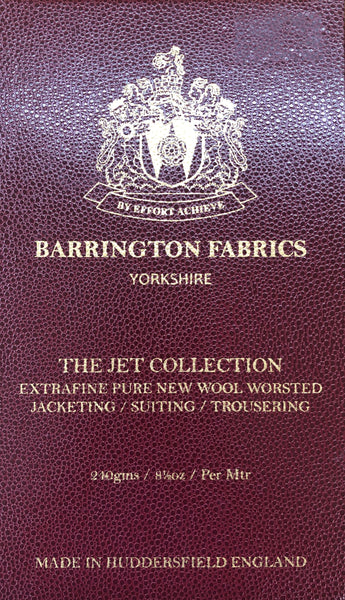 BY EFFORT ACHIEVE
BARRINGTON FABRICS
YORKSHIRE
THE JET COLLECTION
EXTRAFINE PURE NEW WOOL WORSTED
JACKETING / SUITING / TROUSERING
240gms / 8½oz / Per Mtr
MADE IN HUDDERSFIELD ENGLAND